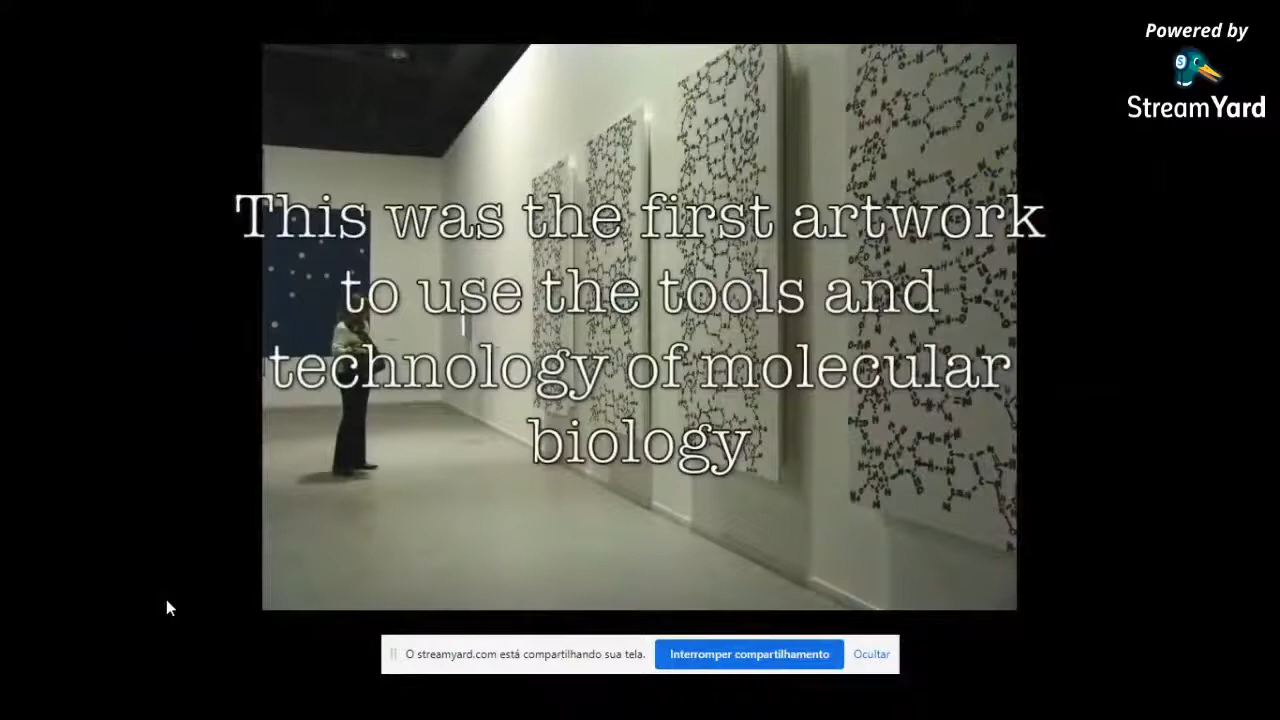 Powered by
StreamYard
This was the first artwork
to use the tools and
technology of molecular
biology
O streamyard.com está compartilhando sua tela.
Interromper compartilhamento
Ocultar